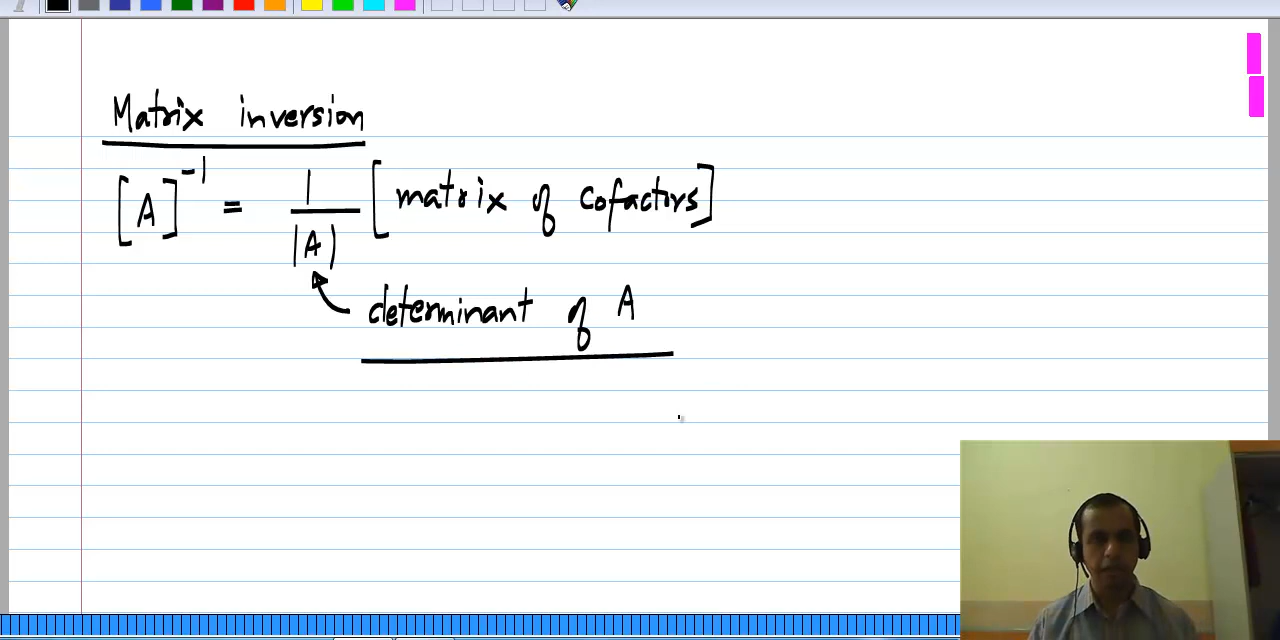 Matrix inversion
[A]⁻¹ = 1/|A| [matrix of cofactors]
determinant of A